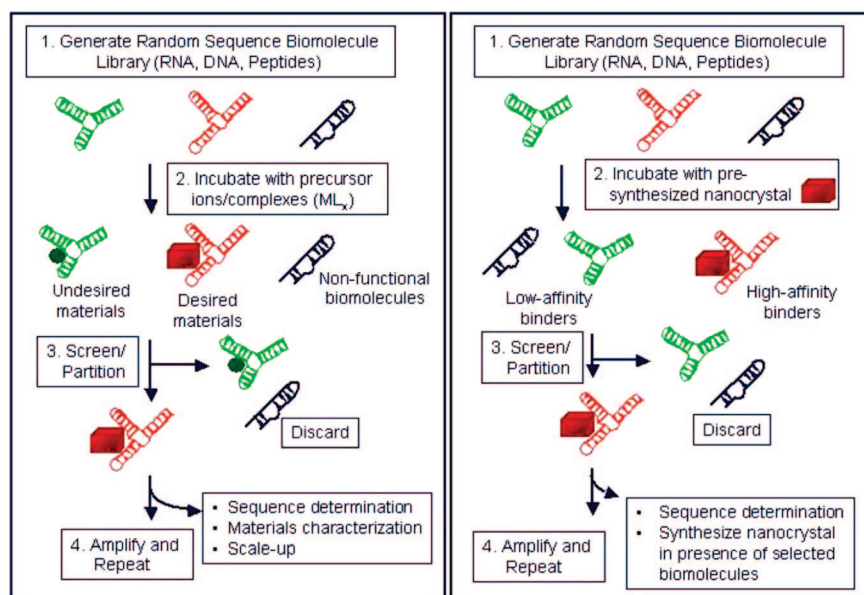 1. Generate Random Sequence Biomolecule
Library (RNA, DNA, Peptides)
2. Incubate with precursor
ions/complexes (MLx)
Undesired
materials
Desired
materials
Non-functional
biomolecules
3. Screen/
Partition
Discard
• Sequence determination
• Materials characterization
• Scale-up
4. Amplify and
Repeat
1. Generate Random Sequence Biomolecule
Library (RNA, DNA, Peptides)
2. Incubate with pre-
synthesized nanocrystal
Low-affinity
binders
High-affinity
binders
3. Screen/
Partition
Discard
• Sequence determination
• Synthesize nanocrystal
in presence of selected
biomolecules
4. Amplify and
Repeat